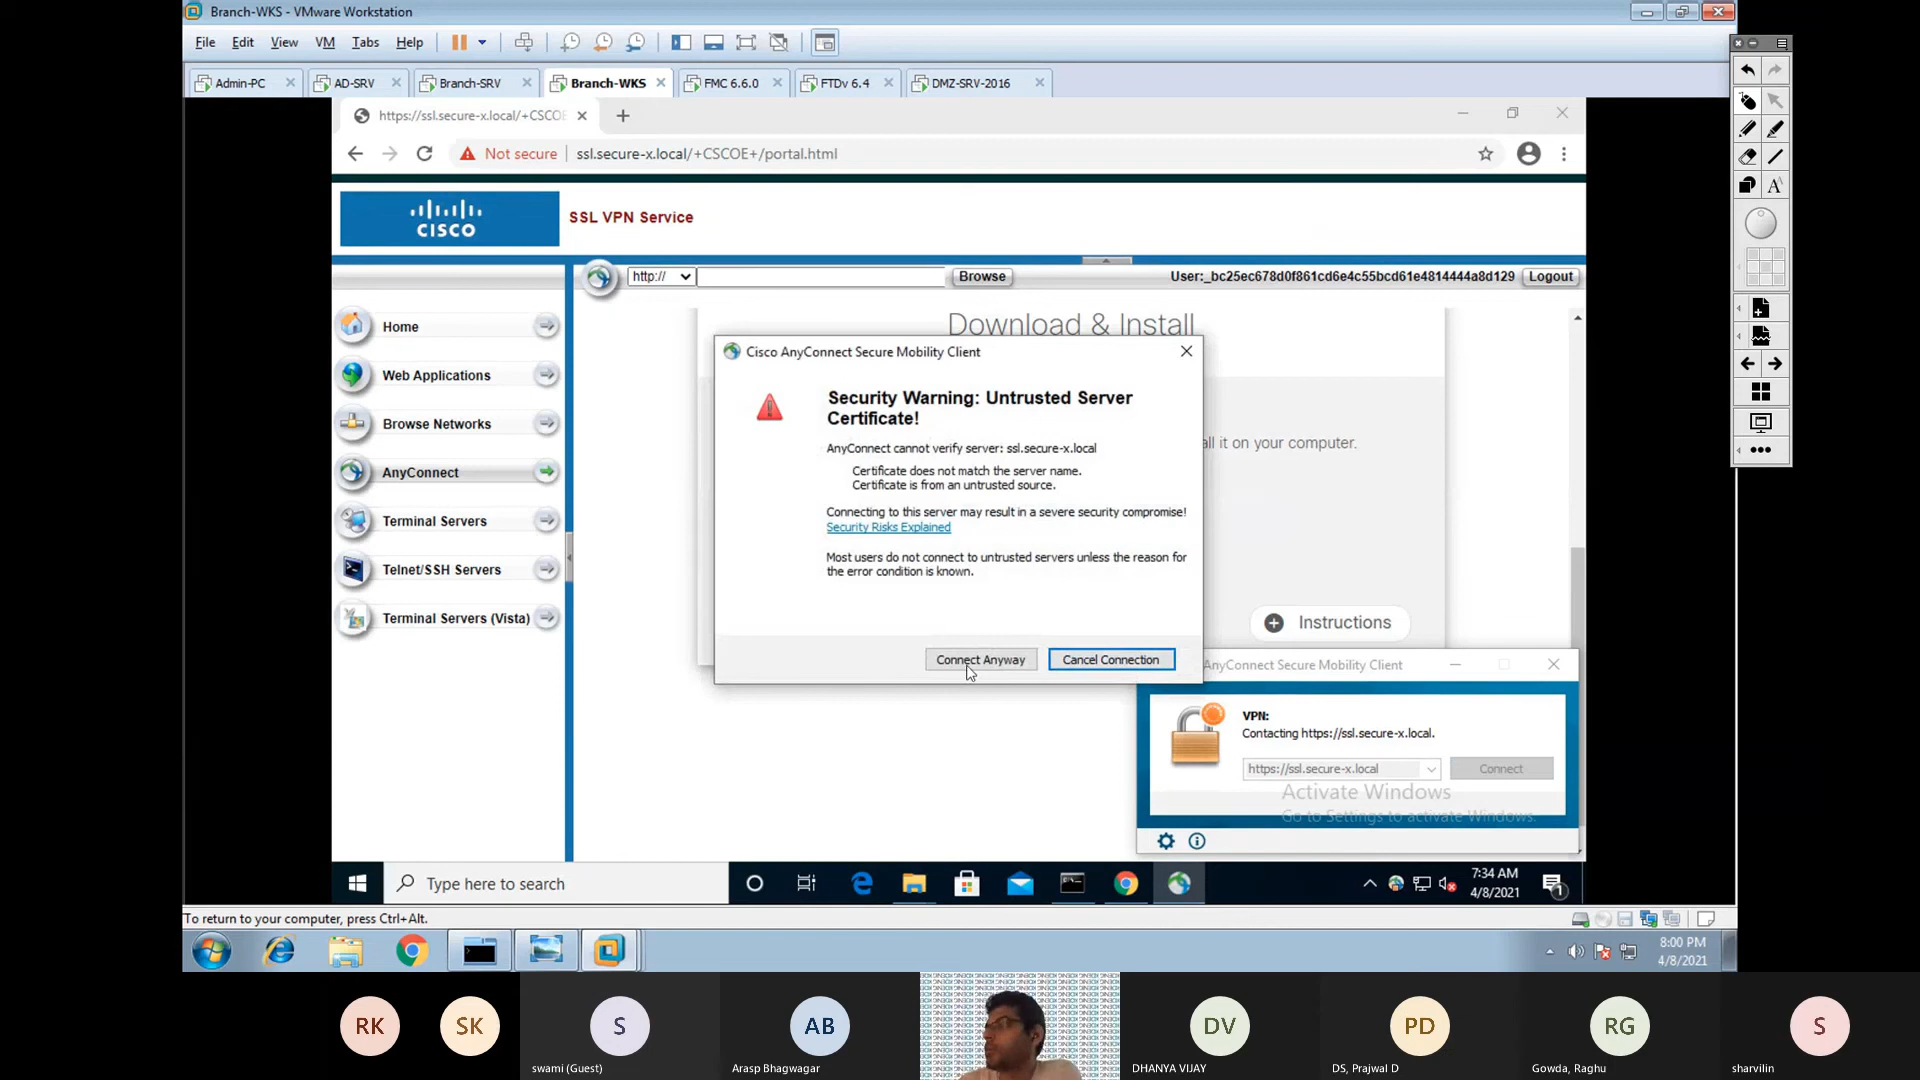 Branch-WKS - VMware Workstation
File Edit View VM Tabs Help
Admin-PC AD-SRV Branch-SRV Branch-WKS FMC 6.6.0 FTDv 6.4 DMZ-SRV-2016
https://ssl.secure-x.local/+CSCOE
Not secure ssl.secure-x.local/+CSCOE+/portal.html
CISCO
SSL VPN Service
http:// Browse User:_bc25ec678d0f861cd6e4c55bcd61e4814444a8d129 Logout
Home
Web Applications
Browse Networks
AnyConnect
Terminal Servers
Telnet/SSH Servers
Terminal Servers (Vista)
Download & Install
all it on your computer.
Instructions
Cisco AnyConnect Secure Mobility Client
Security Warning: Untrusted Server
Certificate!
AnyConnect cannot verify server: ssl.secure-x.local
Certificate does not match the server name.
Certificate is from an untrusted source.
Connecting to this server may result in a severe security compromise!
Security Risks Explained
Most users do not connect to untrusted servers unless the reason for
the error condition is known.
Connect Anyway Cancel Connection
AnyConnect Secure Mobility Client
VPN:
Contacting https://ssl.secure-x.local.
https://ssl.secure-x.local Connect
Activate Windows
Go to Settings to activate Windows.
Type here to search
7:34 AM
4/8/2021
1
To return to your computer, press Ctrl+Alt.
8:00 PM
4/8/2021
RK SK S AB DV PD RG S
swami (Guest) Arasp Bhagwagar DHANYA VIJAY DS, Prajwal D Gowda, Raghu sharvilin